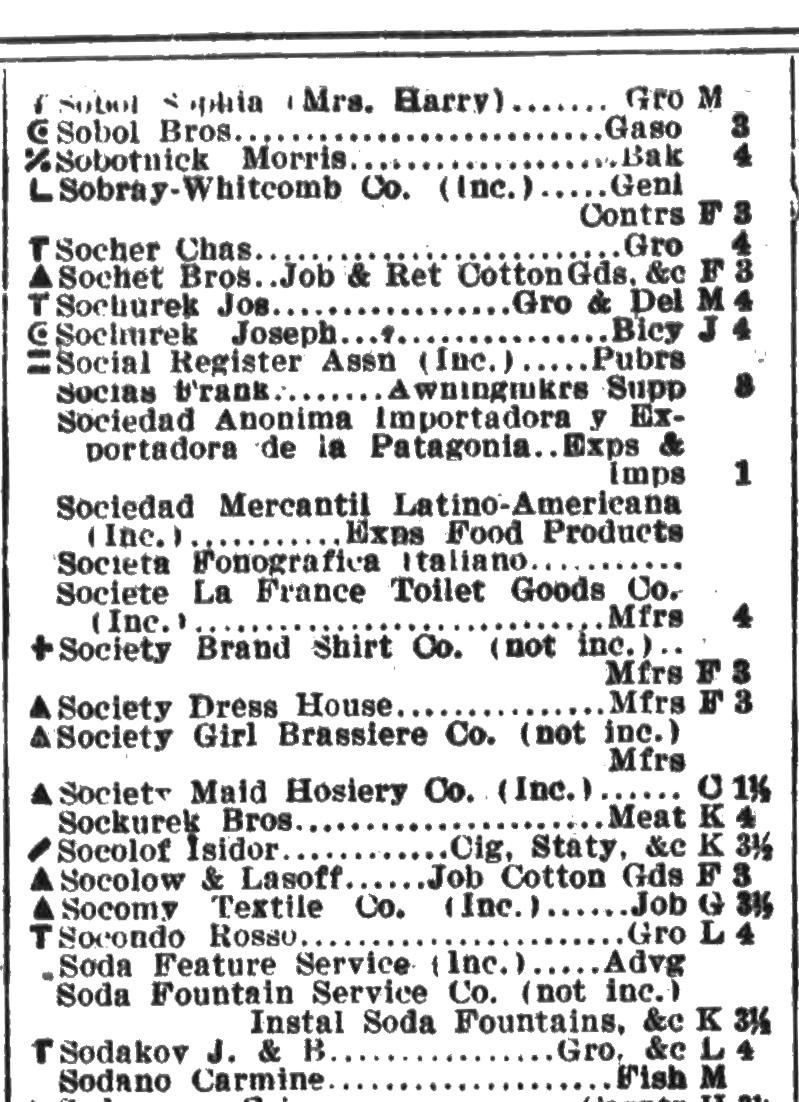 T Sobol Sophia (Mrs. Harry)....... Gro M
Sobol Bros..........................Gaso 3
Sobotnick Morris..................Bak 4
L Sobray-Whitcomb Co. (Inc.).....Genl
Contrs F 3
T Socher Chas..........................Gro 4
▲ Sochet Bros..Job & Ret Cotton Gds, &c F 3
T Sochurek Jos.................Gro & Del M 4
Sochurek Joseph...................Bicy J 4
Social Register Assn (Inc.).....Pubrs
Socias Frank.........Awningmkrs Supp 3
Sociedad Anonima Importadora y Ex-
portadora de la Patagonia..Exps &
Imps 1
Sociedad Mercantil Latino-Americana
(Inc.)...........Exps Food Products
Societa Fonografica Italiano...........
Societe La France Toilet Goods Co.
(Inc.)............................Mfrs 4
✚ Society Brand Shirt Co. (not inc.)..
Mfrs F 3
▲ Society Dress House...............Mfrs F 3
▲ Society Girl Brassiere Co. (not inc.)
Mfrs
▲ Society Maid Hosiery Co. (Inc.)...... C 1½
Sockurek Bros......................Meat K 4
Socolof Isidor............Cig, Staty, &c K 3½
▲ Socolow & Lasoff......Job Cotton Gds F 3
▲ Socomy Textile Co. (Inc.)......Job G 3½
T Socondo Rosso.......................Gro L 4
Soda Feature Service (Inc.).....Advg
Soda Fountain Service Co. (not inc.)
Instal Soda Fountains, &c K 3½
T Sodakov J. & B................Gro, &c L 4
Sodano Carmine....................Fish M